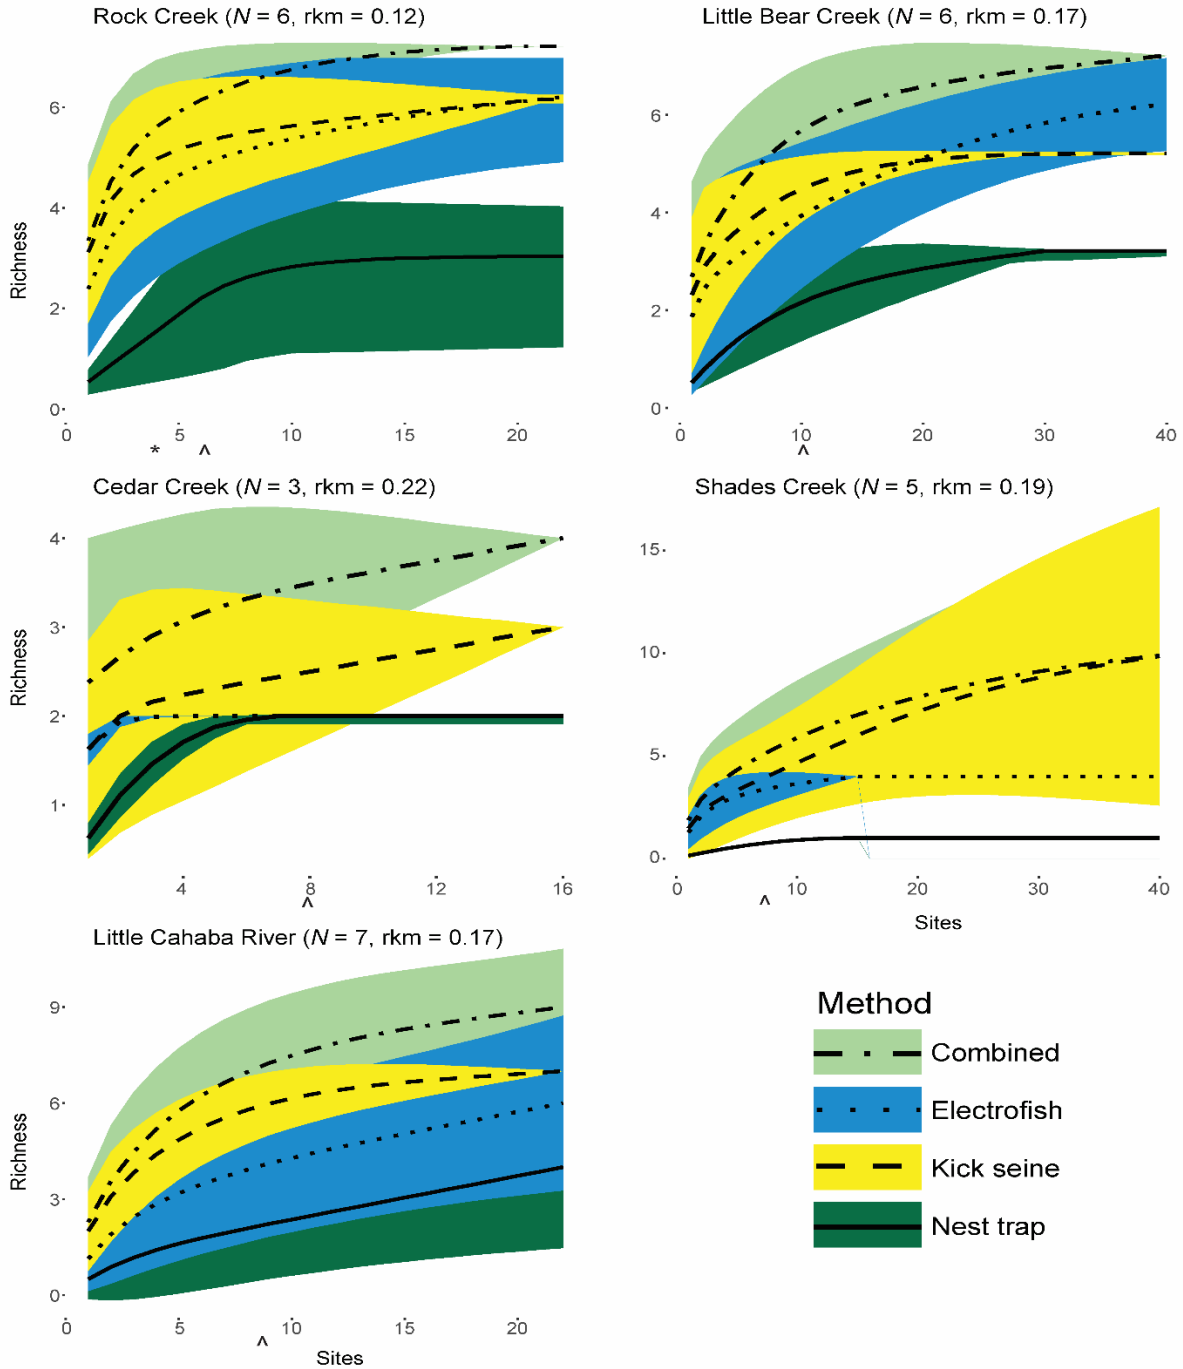 Rock Creek (N = 6, rkm = 0.12)
Richness
6
4
2
0
0 5 10 15 20
* ^
Little Bear Creek (N = 6, rkm = 0.17)
6
4
2
0
0 10 20 30 40
^
Cedar Creek (N = 3, rkm = 0.22)
Richness
4
3
2
1
4 8 12 16
^
Shades Creek (N = 5, rkm = 0.19)
15
10
5
0
0 10 20 30 40
^
Sites
Little Cahaba River (N = 7, rkm = 0.17)
Richness
9
6
3
0
0 5 10 15 20
^
Sites
Method
Combined
Electrofish
Kick seine
Nest trap